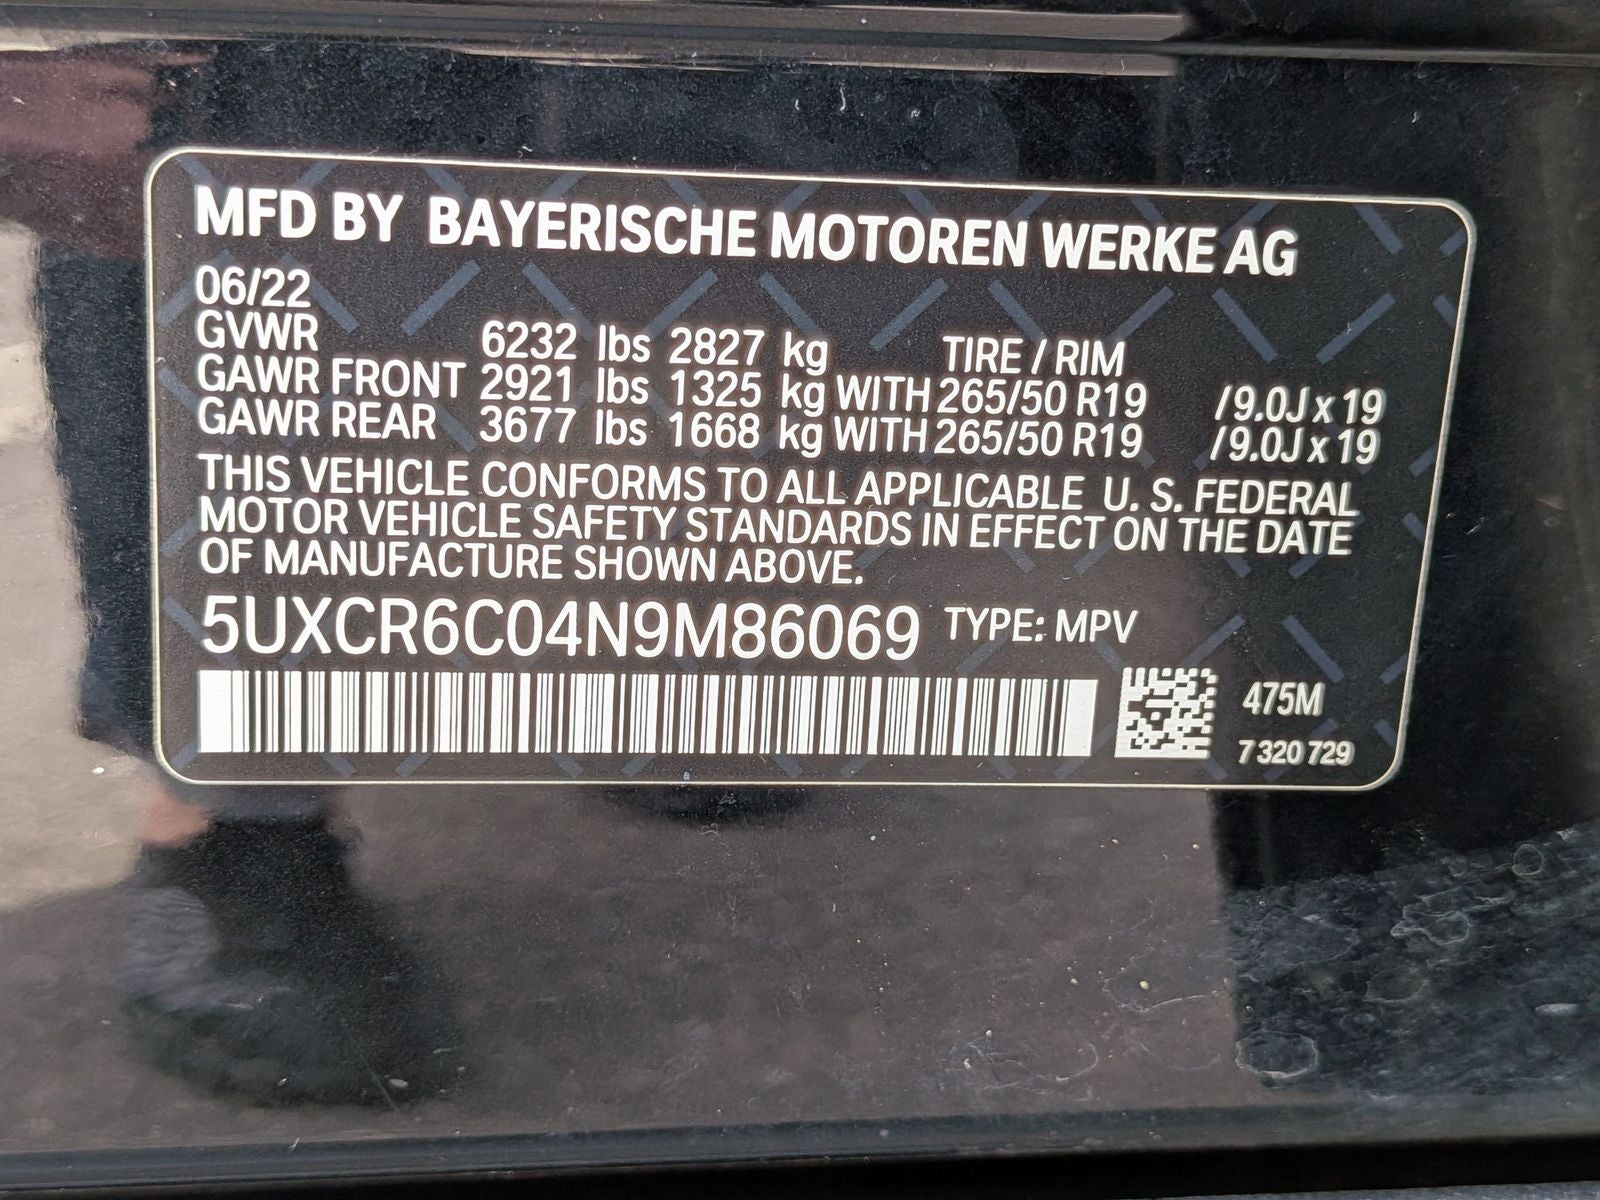 MFD BY BAYERISCHE MOTOREN WERKE AG
06/22
GVWR 6232 lbs 2827 kg TIRE / RIM
GAWR FRONT 2921 lbs 1325 kg WITH 265/50 R19 /9.0J x 19
GAWR REAR 3677 lbs 1668 kg WITH 265/50 R19 /9.0J x 19
THIS VEHICLE CONFORMS TO ALL APPLICABLE U. S. FEDERAL
MOTOR VEHICLE SAFETY STANDARDS IN EFFECT ON THE DATE
OF MANUFACTURE SHOWN ABOVE.
5UXCR6C04N9M86069 TYPE: MPV
475M
7 320 729